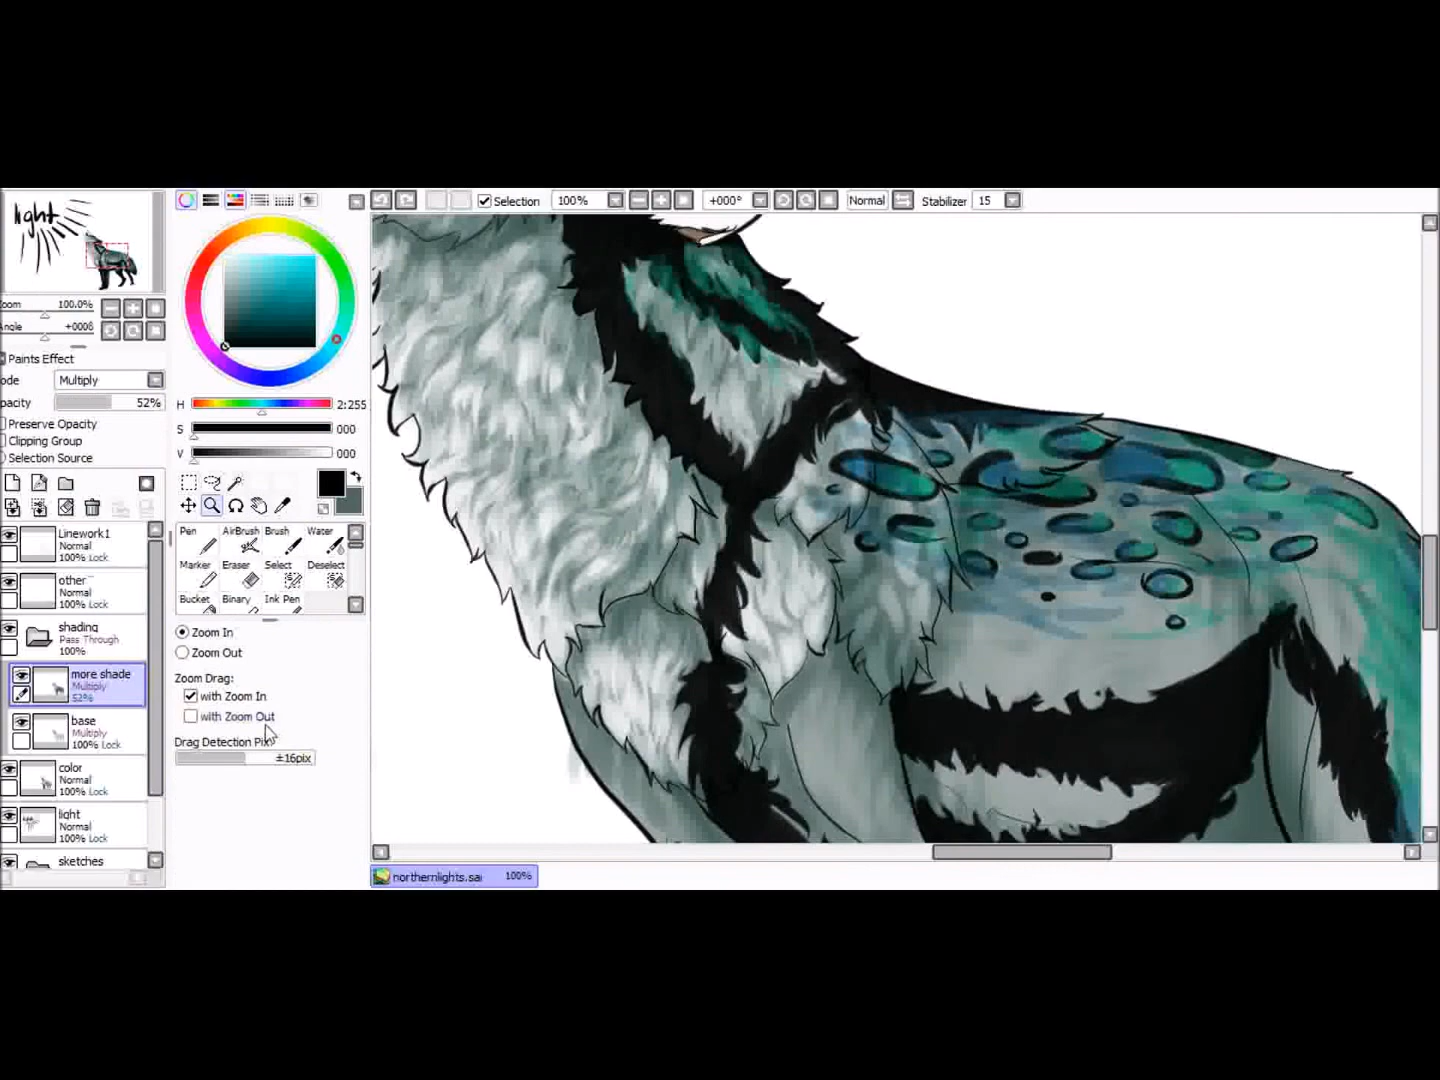 light
Selection 100% +000° Normal Stabilizer 15
Zoom 100.0%
Angle +000
Paints Effect
Multiply
52%
Preserve Opacity
Clipping Group
Selection Source
H 2:255
S 000
V 000
Pen AirBrush Brush Water
Marker Eraser Select Deselect
Bucket Binary Ink Pen
Zoom In
Zoom Out
Zoom Drag:
with Zoom In
with Zoom Out
Drag Detection Pix
±16pix
Linework1
Normal
100% Lock
other
Normal
100% Lock
shading
Pass Through
100%
more shade
Multiply
52%
base
Multiply
100% Lock
color
Normal
100% Lock
light
Normal
100% Lock
sketches
northernlights.sai 100%